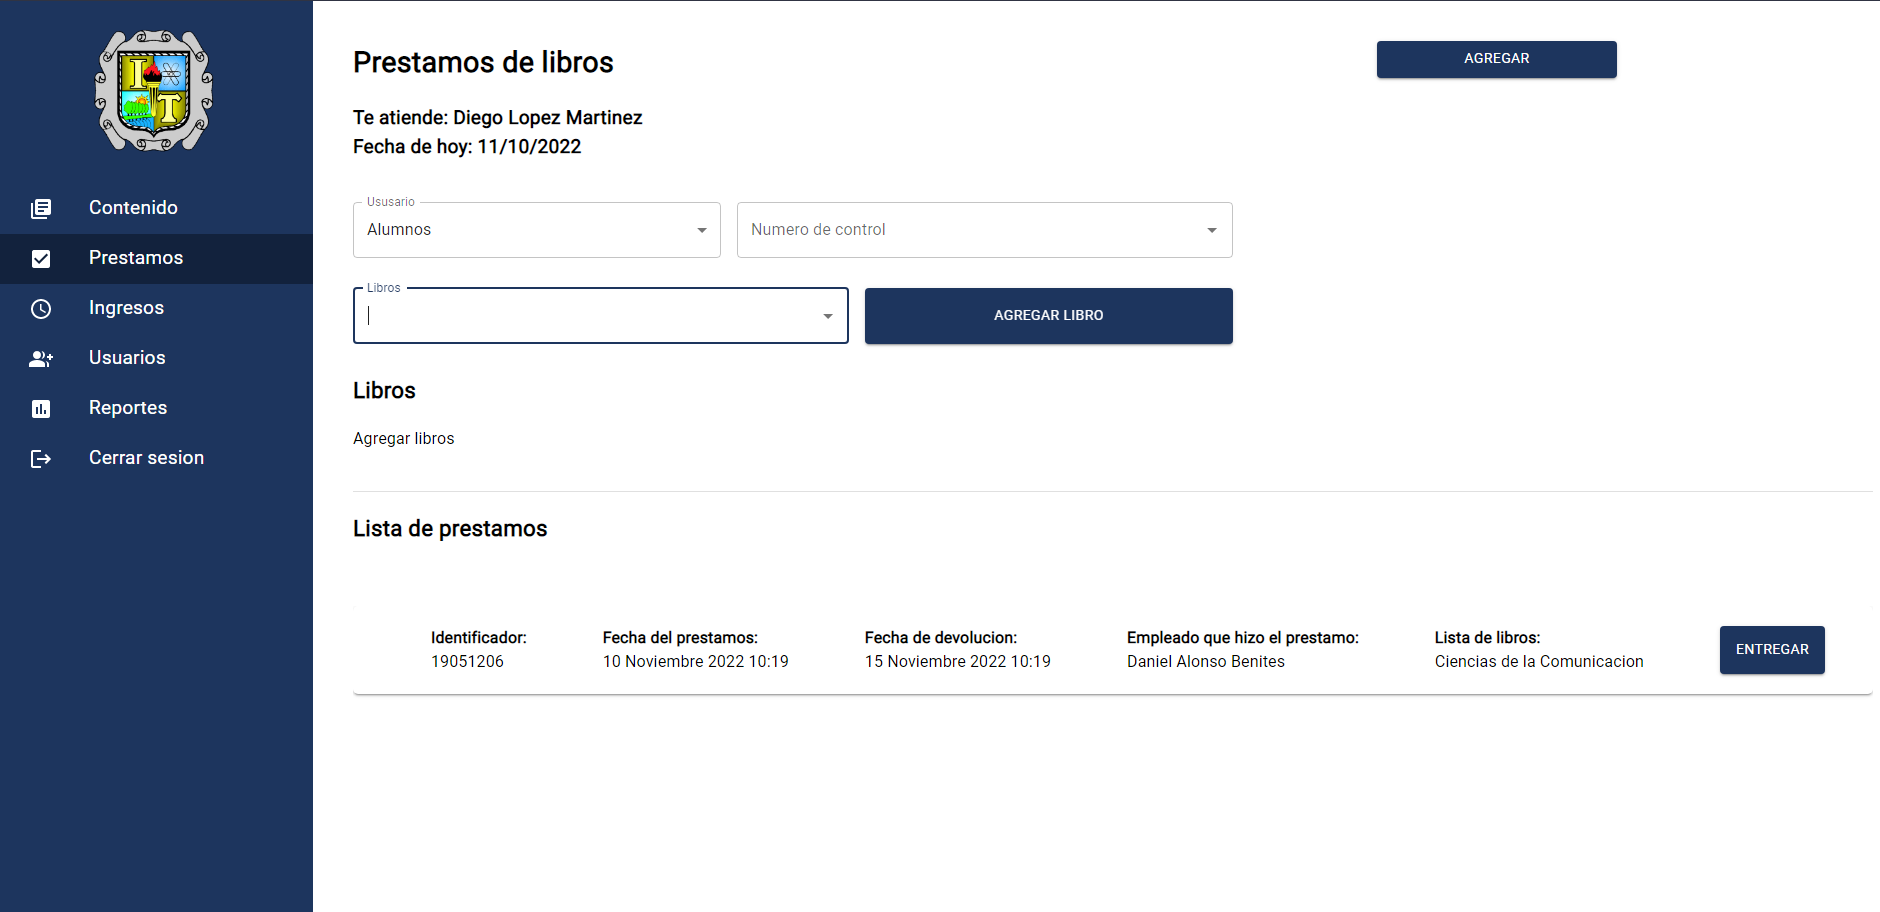 I T
Contenido
Prestamos
Ingresos
Usuarios
Reportes
Cerrar sesion
Prestamos de libros
AGREGAR
Te atiende: Diego Lopez Martinez
Fecha de hoy: 11/10/2022
Ususario
Alumnos
Numero de control
Libros
AGREGAR LIBRO
Libros
Agregar libros
Lista de prestamos
Identificador:
19051206
Fecha del prestamos:
10 Noviembre 2022 10:19
Fecha de devolucion:
15 Noviembre 2022 10:19
Empleado que hizo el prestamo:
Daniel Alonso Benites
Lista de libros:
Ciencias de la Comunicacion
ENTREGAR